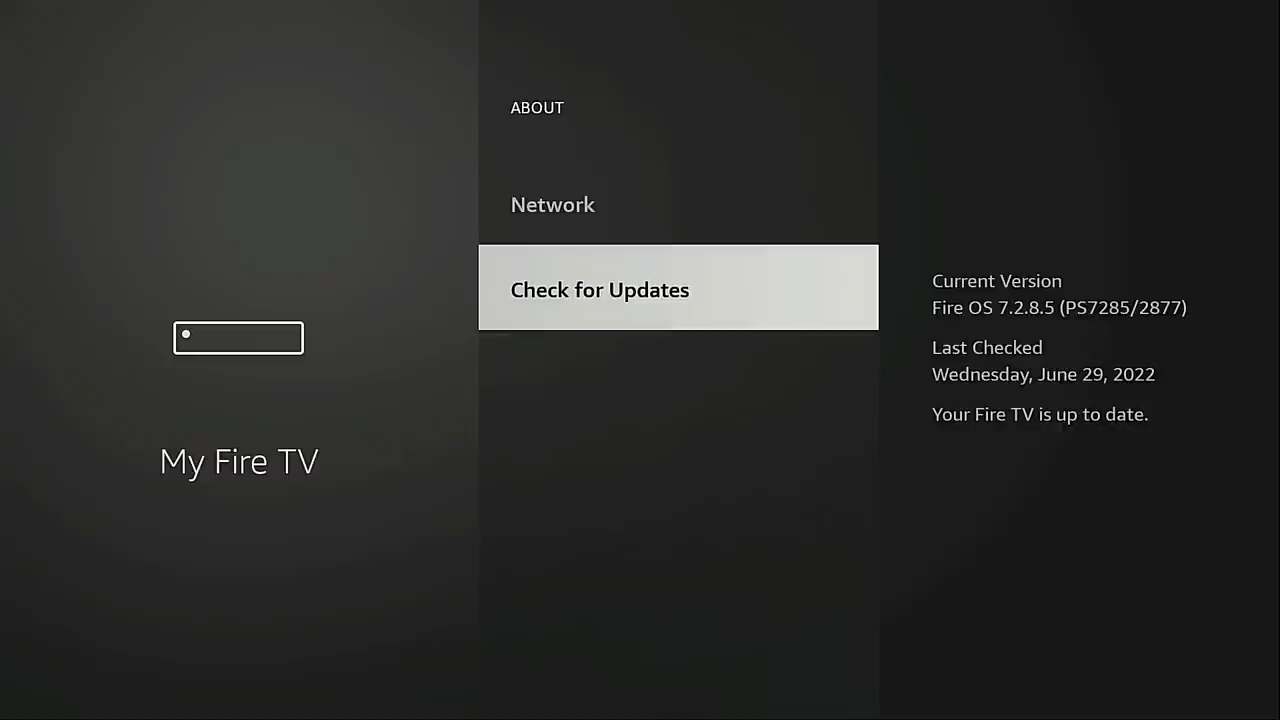 ABOUT
Network
Check for Updates
My Fire TV
Current Version
Fire OS 7.2.8.5 (PS7285/2877)
Last Checked
Wednesday, June 29, 2022
Your Fire TV is up to date.